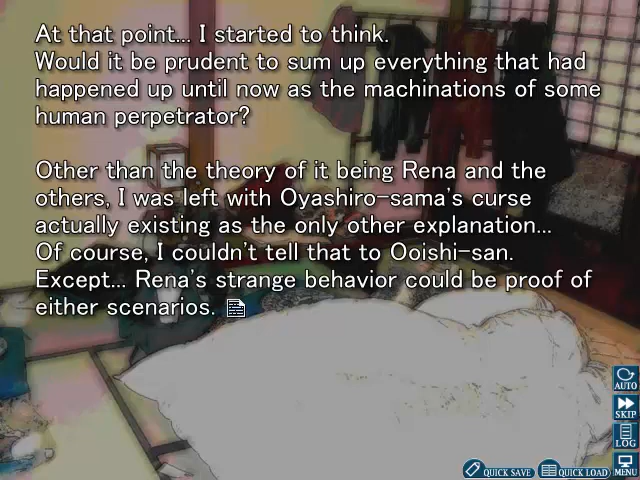 At that point... I started to think.
Would it be prudent to sum up everything that had
happened up until now as the machinations of some
human perpetrator?
Other than the theory of it being Rena and the
others, I was left with Oyashiro-sama's curse
actually existing as the only other explanation...
Of course, I couldn't tell that to Ooishi-san.
Except... Rena's strange behavior could be proof of
either scenarios.
AUTO
SKIP
LOG
MENU
QUICK SAVE
QUICK LOAD